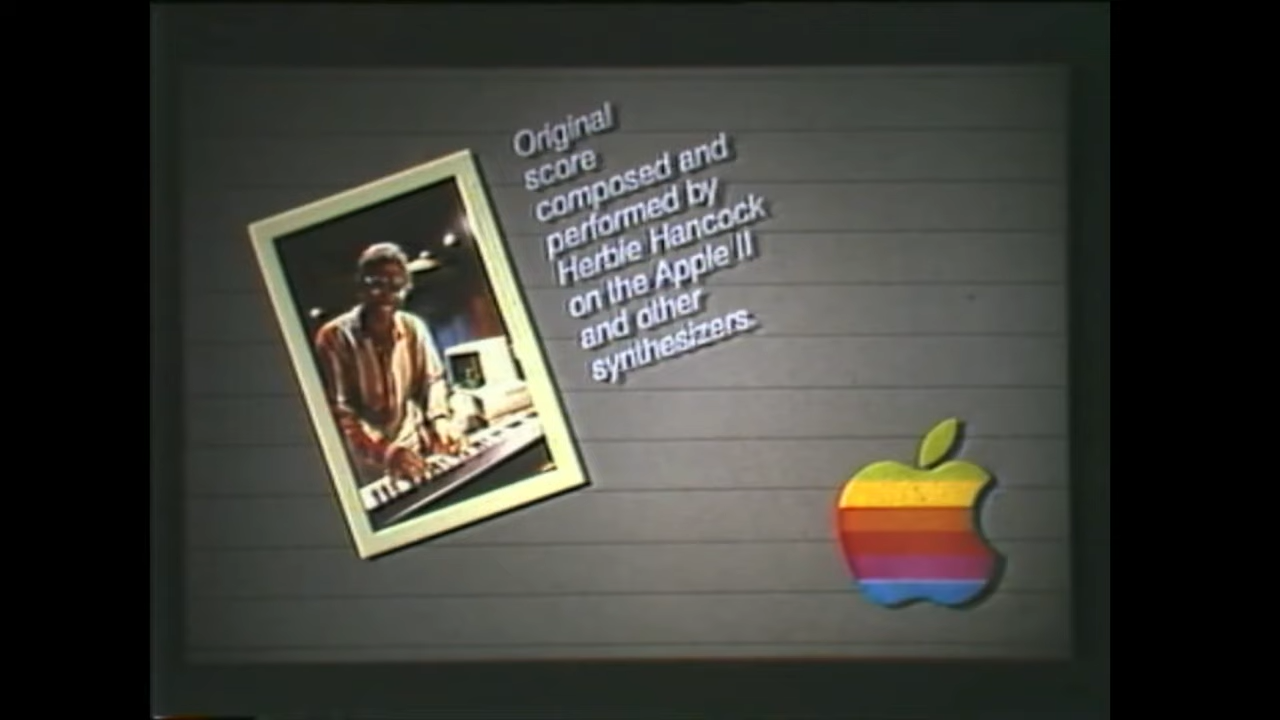 Original
score
composed and
performed by
Herbie Hancock
on the Apple II
and other
synthesizers.